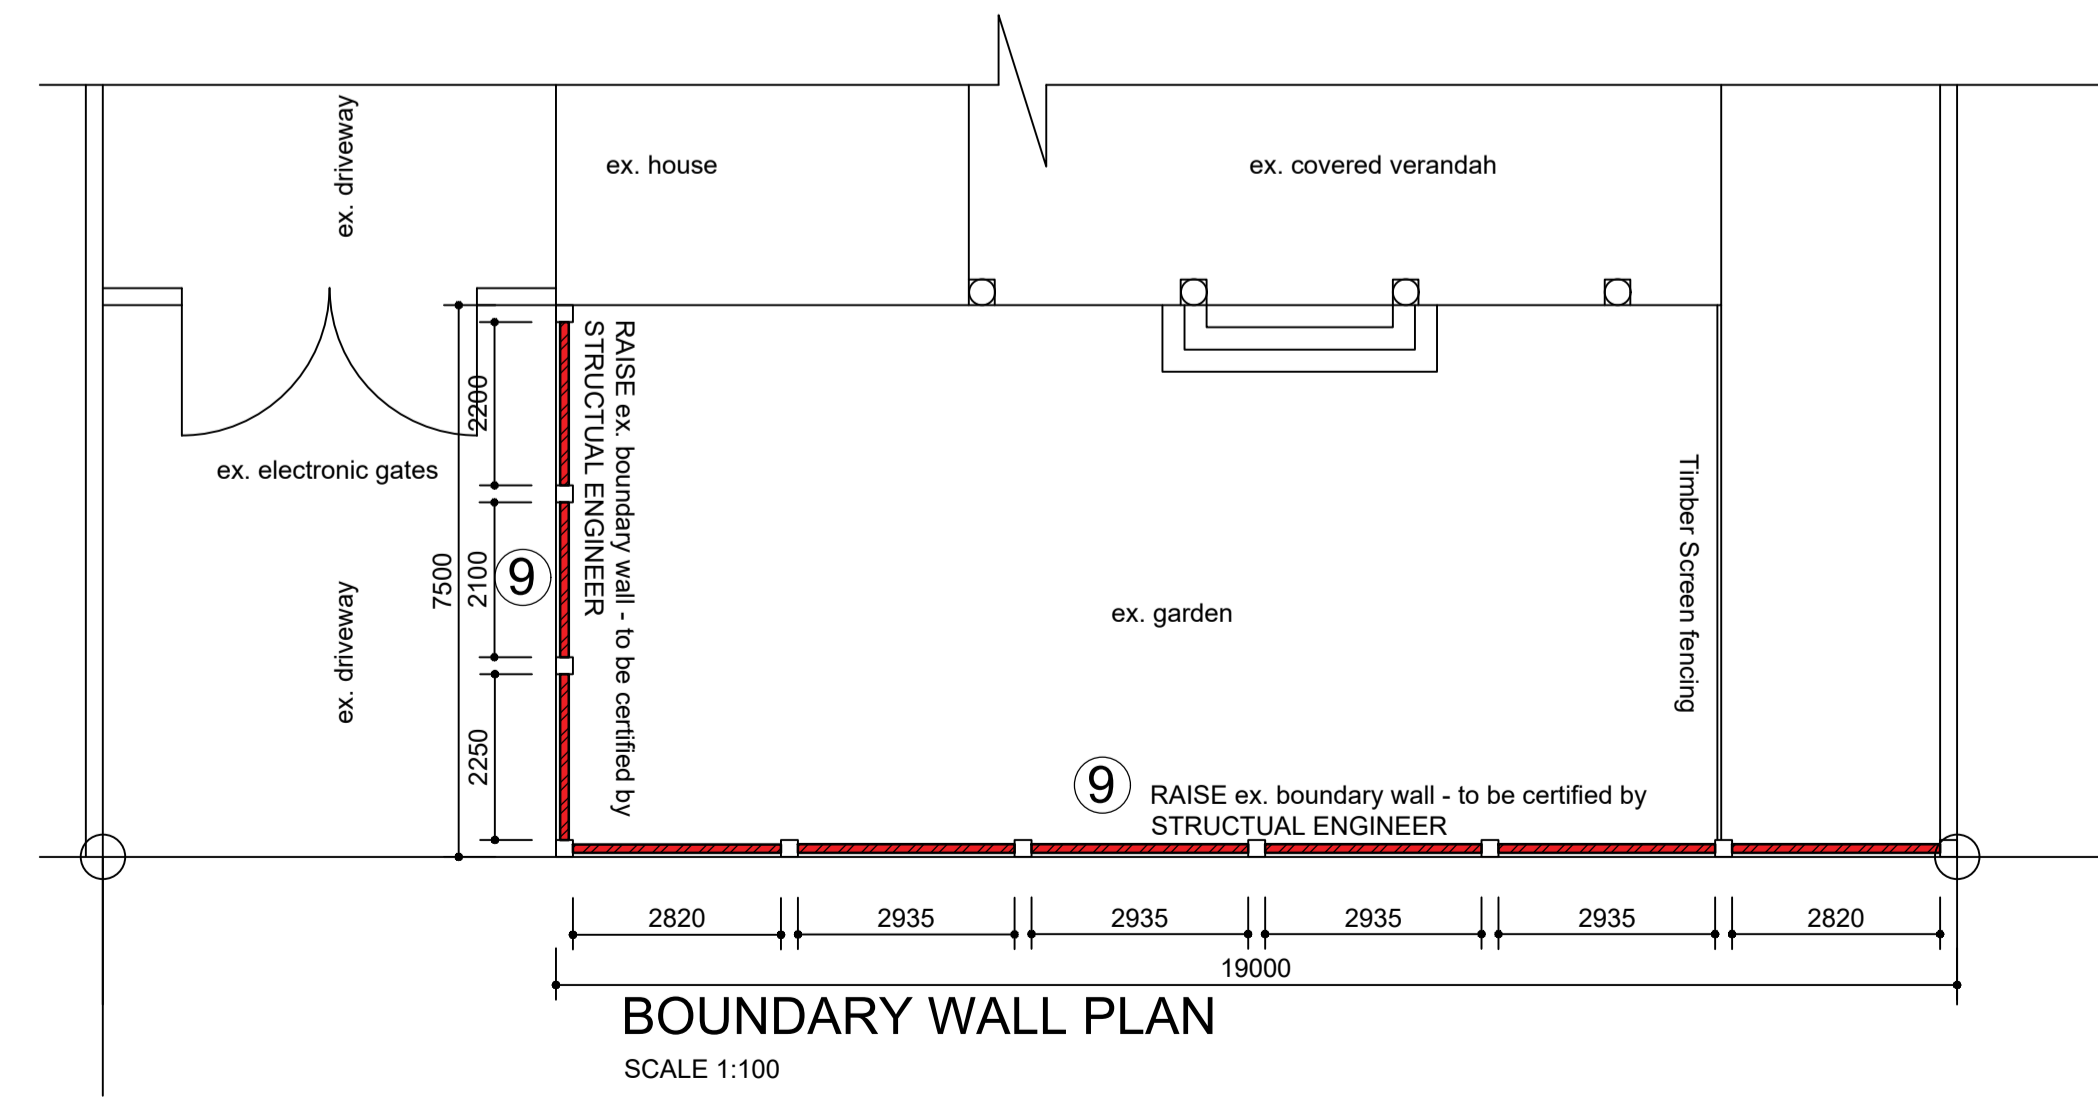 ex. driveway
ex. house
ex. covered verandah
RAISE ex. boundary wall - to be certified by
STRUCTUAL ENGINEER
2200
ex. electronic gates
7500
2100
9
Timber Screen fencing
ex. garden
ex. driveway
2250
9
RAISE ex. boundary wall - to be certified by
STRUCTUAL ENGINEER
2820
2935
2935
2935
2935
2820
19000
BOUNDARY WALL PLAN
SCALE 1:100